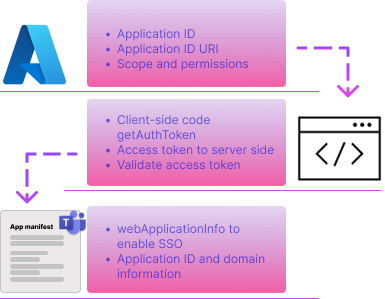 Application ID
Application ID URI
Scope and permissions
Client-side code
getAuthToken
Access token to server side
Validate access token
</>
App manifest
T
webApplicationInfo to
enable SSO
Application ID and domain
information